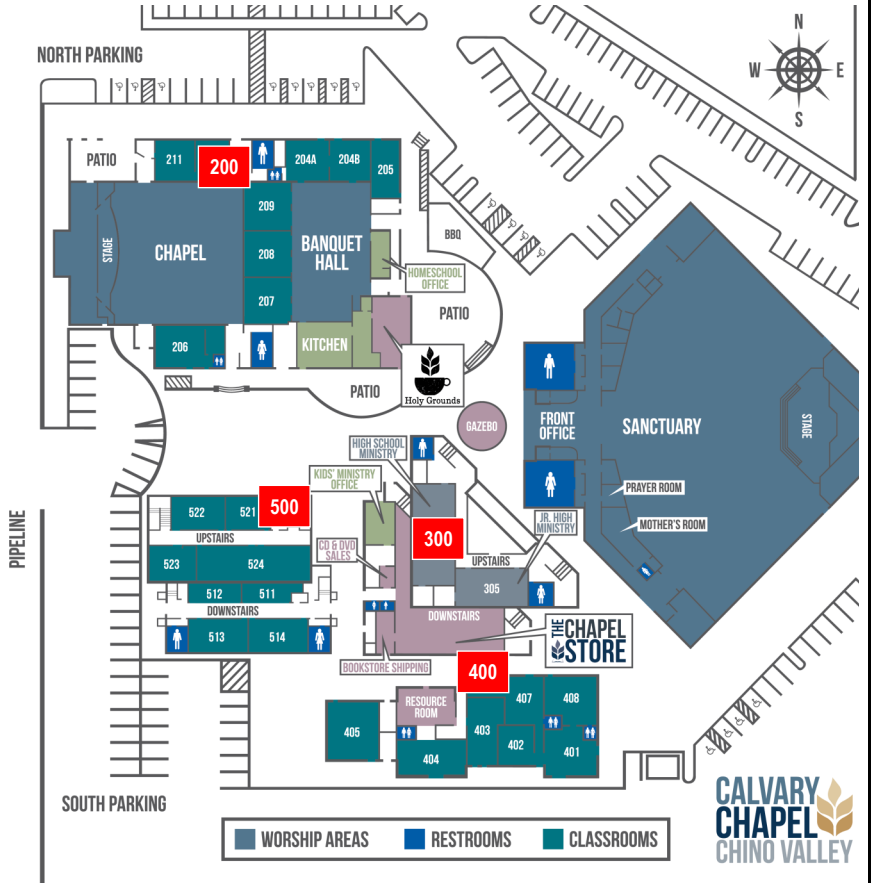 NORTH PARKING
N
W
E
S
PATIO
211
200
204A
204B
205
209
STAGE
CHAPEL
208
BANQUET
HALL
BBQ
HOMESCHOOL
OFFICE
207
PATIO
206
KITCHEN
Holy Grounds
PATIO
GAZEBO
FRONT
OFFICE
SANCTUARY
STAGE
PRAYER ROOM
MOTHER'S ROOM
HIGH SCHOOL
MINISTRY
KIDS' MINISTRY
OFFICE
PIPELINE
522
521
500
UPSTAIRS
523
524
512
511
DOWNSTAIRS
513
514
CD & DVD
SALES
300
JR. HIGH
MINISTRY
UPSTAIRS
305
DOWNSTAIRS
THE
CHAPEL
STORE
BOOKSTORE SHIPPING
400
RESOURCE
ROOM
405
404
403
407
408
402
401
SOUTH PARKING
WORSHIP AREAS
RESTROOMS
CLASSROOMS
CALVARY
CHAPEL
CHINO VALLEY